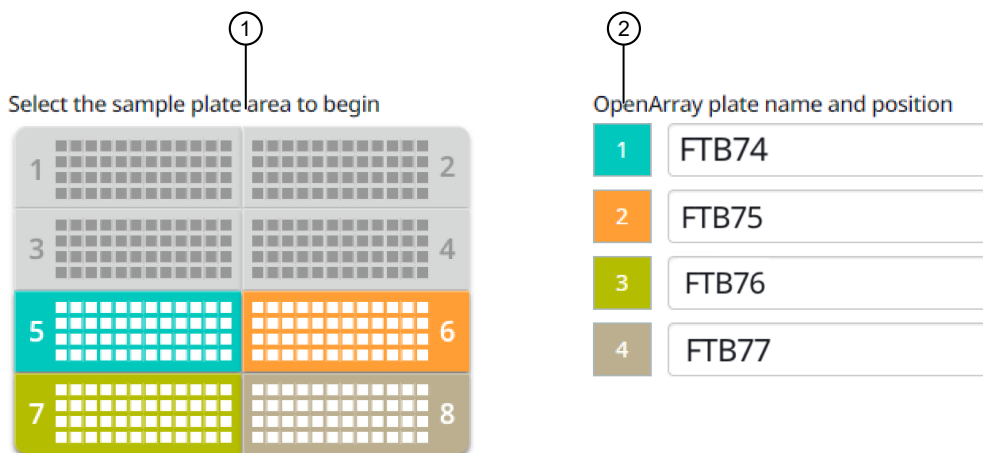 1 2
Select the sample plate area to begin
1 2
3 4
5 6
7 8
OpenArray plate name and position
1 FTB74
2 FTB75
3 FTB76
4 FTB77